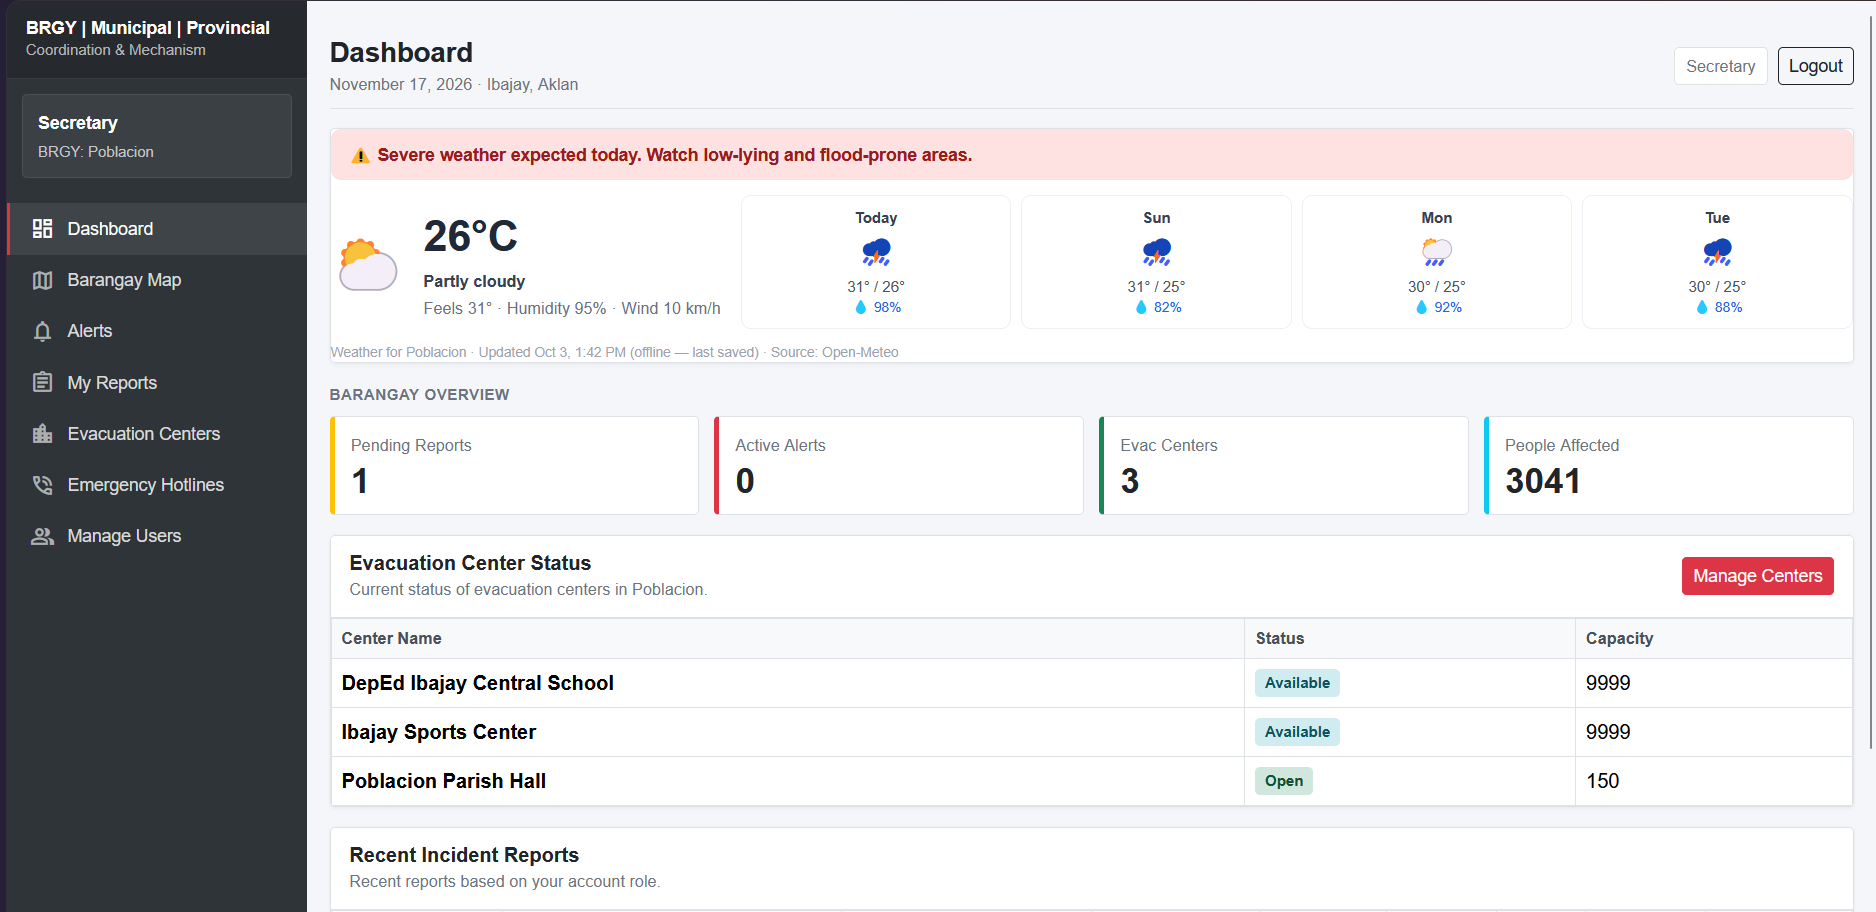 BRGY | Municipal | Provincial
Coordination & Mechanism
Secretary
BRGY: Poblacion
Dashboard
Barangay Map
Alerts
My Reports
Evacuation Centers
Emergency Hotlines
Manage Users
Dashboard
November 17, 2026 · Ibajay, Aklan
Secretary
Logout
Severe weather expected today. Watch low-lying and flood-prone areas.
26°C
Partly cloudy
Feels 31° · Humidity 95% · Wind 10 km/h
Today
31° / 26°
98%
Sun
31° / 25°
82%
Mon
30° / 25°
92%
Tue
30° / 25°
88%
Weather for Poblacion · Updated Oct 3, 1:42 PM (offline — last saved) · Source: Open-Meteo
BARANGAY OVERVIEW
Pending Reports
1
Active Alerts
0
Evac Centers
3
People Affected
3041
Evacuation Center Status
Current status of evacuation centers in Poblacion.
Manage Centers
Center Name Status Capacity
DepEd Ibajay Central School Available 9999
Ibajay Sports Center Available 9999
Poblacion Parish Hall Open 150
Recent Incident Reports
Recent reports based on your account role.